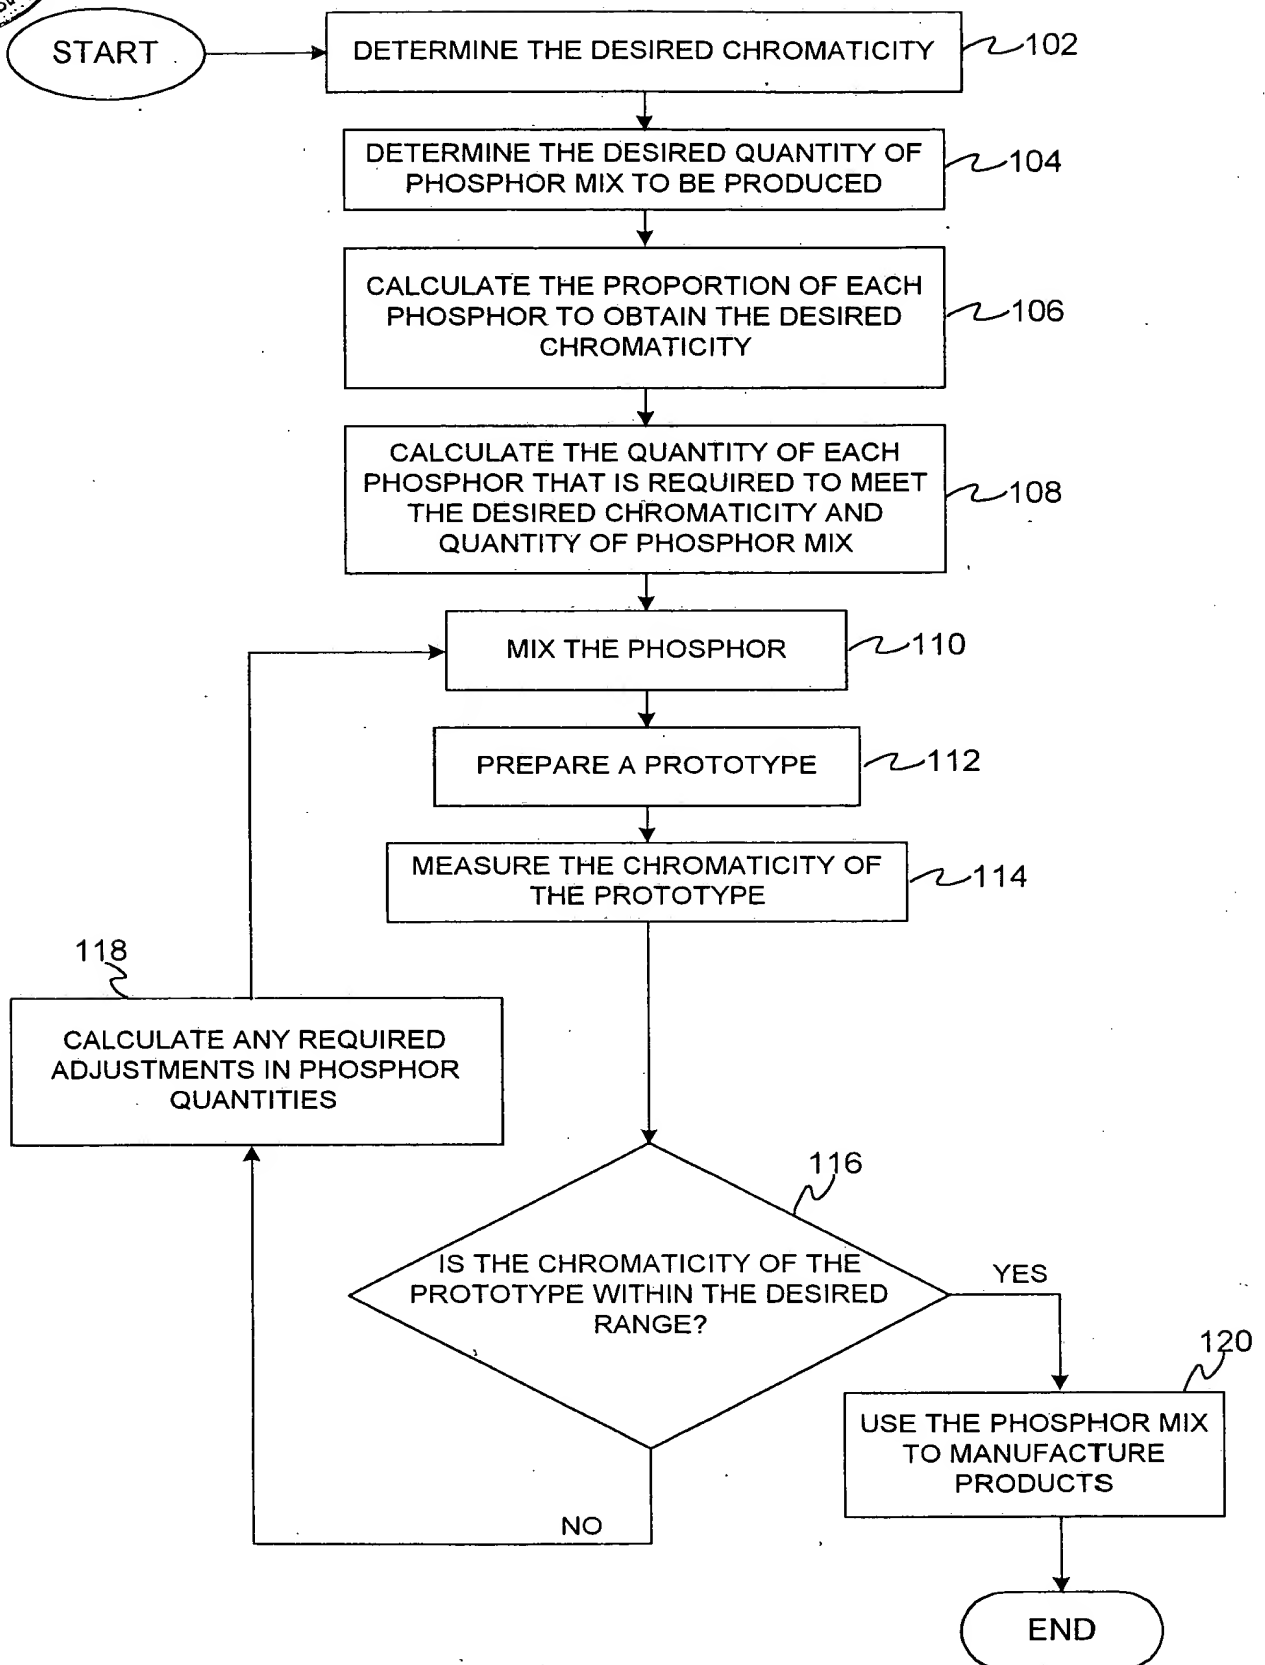 START
DETERMINE THE DESIRED CHROMATICITY
102
DETERMINE THE DESIRED QUANTITY OF
PHOSPHOR MIX TO BE PRODUCED
104
CALCULATE THE PROPORTION OF EACH
PHOSPHOR TO OBTAIN THE DESIRED
CHROMATICITY
106
CALCULATE THE QUANTITY OF EACH
PHOSPHOR THAT IS REQUIRED TO MEET
THE DESIRED CHROMATICITY AND
QUANTITY OF PHOSPHOR MIX
108
MIX THE PHOSPHOR
110
PREPARE A PROTOTYPE
112
MEASURE THE CHROMATICITY OF
THE PROTOTYPE
114
118
CALCULATE ANY REQUIRED
ADJUSTMENTS IN PHOSPHOR
QUANTITIES
116
IS THE CHROMATICITY OF THE
PROTOTYPE WITHIN THE DESIRED
RANGE?
YES
120
USE THE PHOSPHOR MIX
TO MANUFACTURE
PRODUCTS
NO
END